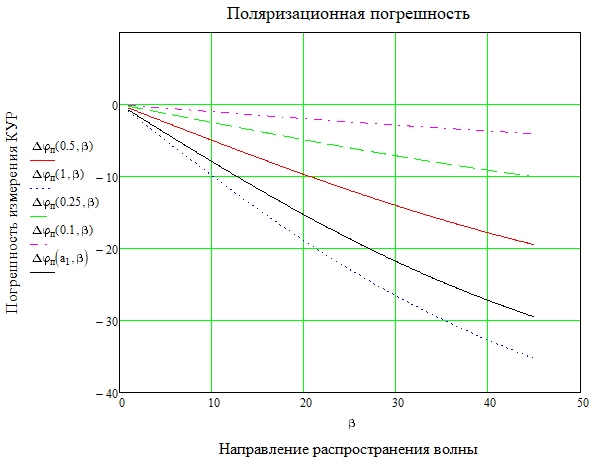 Поляризационная погрешность
Погрешность измерения КУР
Δφп(0.5,β)
Δφп(1,β)
Δφп(0.25,β)
Δφп(0.1,β)
Δφп(a1,β)
0
−10
−20
−30
−40
0 10 20 30 40 50
β
Направление распространения волны